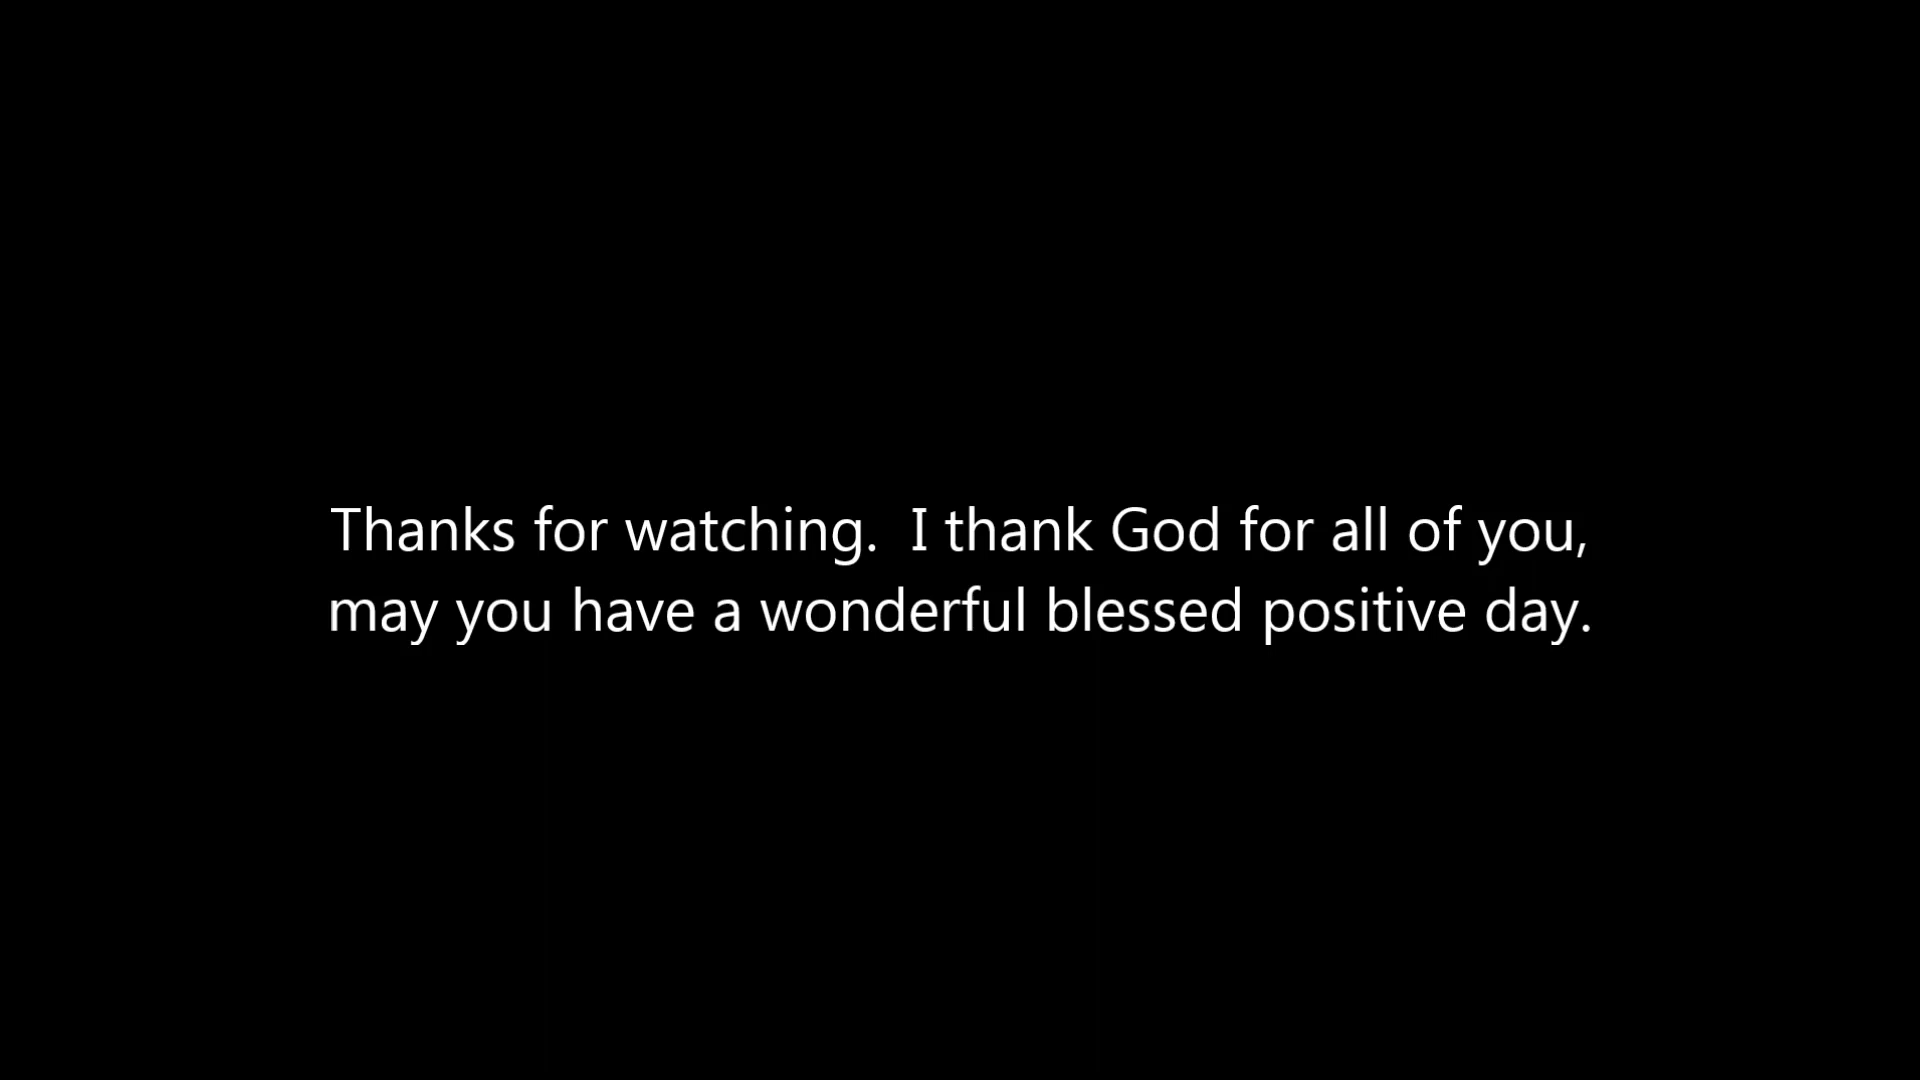 Thanks for watching.  I thank God for all of you,
may you have a wonderful blessed positive day.